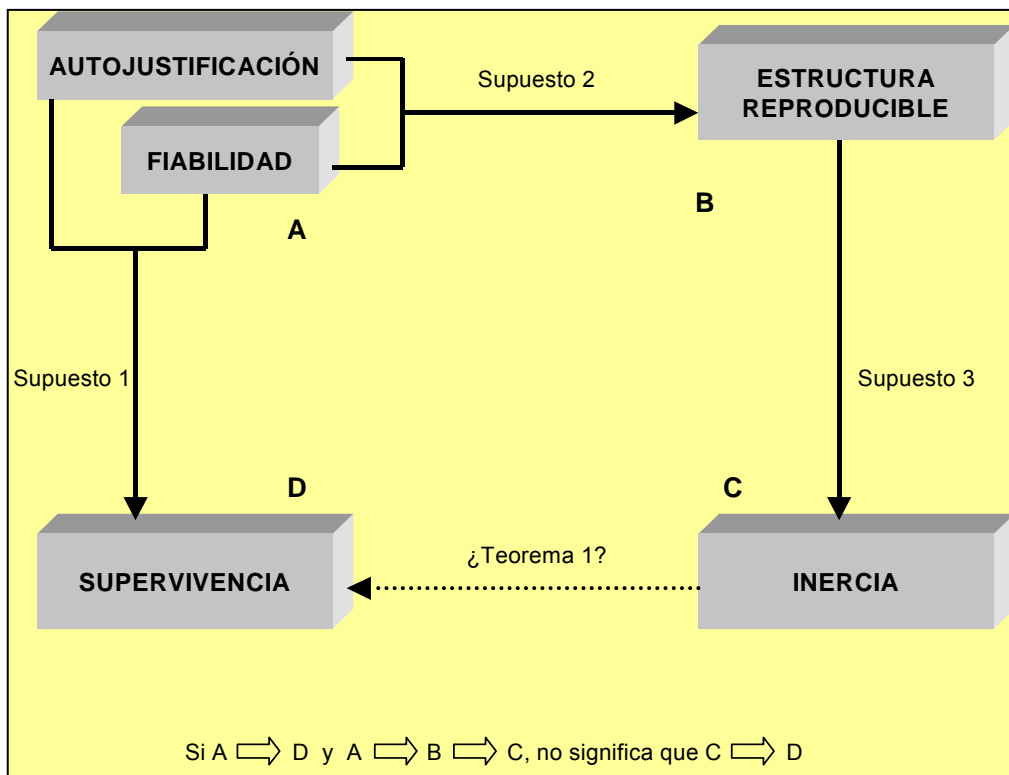 AUTOJUSTIFICACIÓN
FIABILIDAD
A
Supuesto 2
ESTRUCTURA
REPRODUCIBLE
B
Supuesto 1
Supuesto 3
D
C
SUPERVIVENCIA
¿Teorema 1?
INERCIA
Si A ⇒ D y A ⇒ B ⇒ C, no significa que C ⇒ D